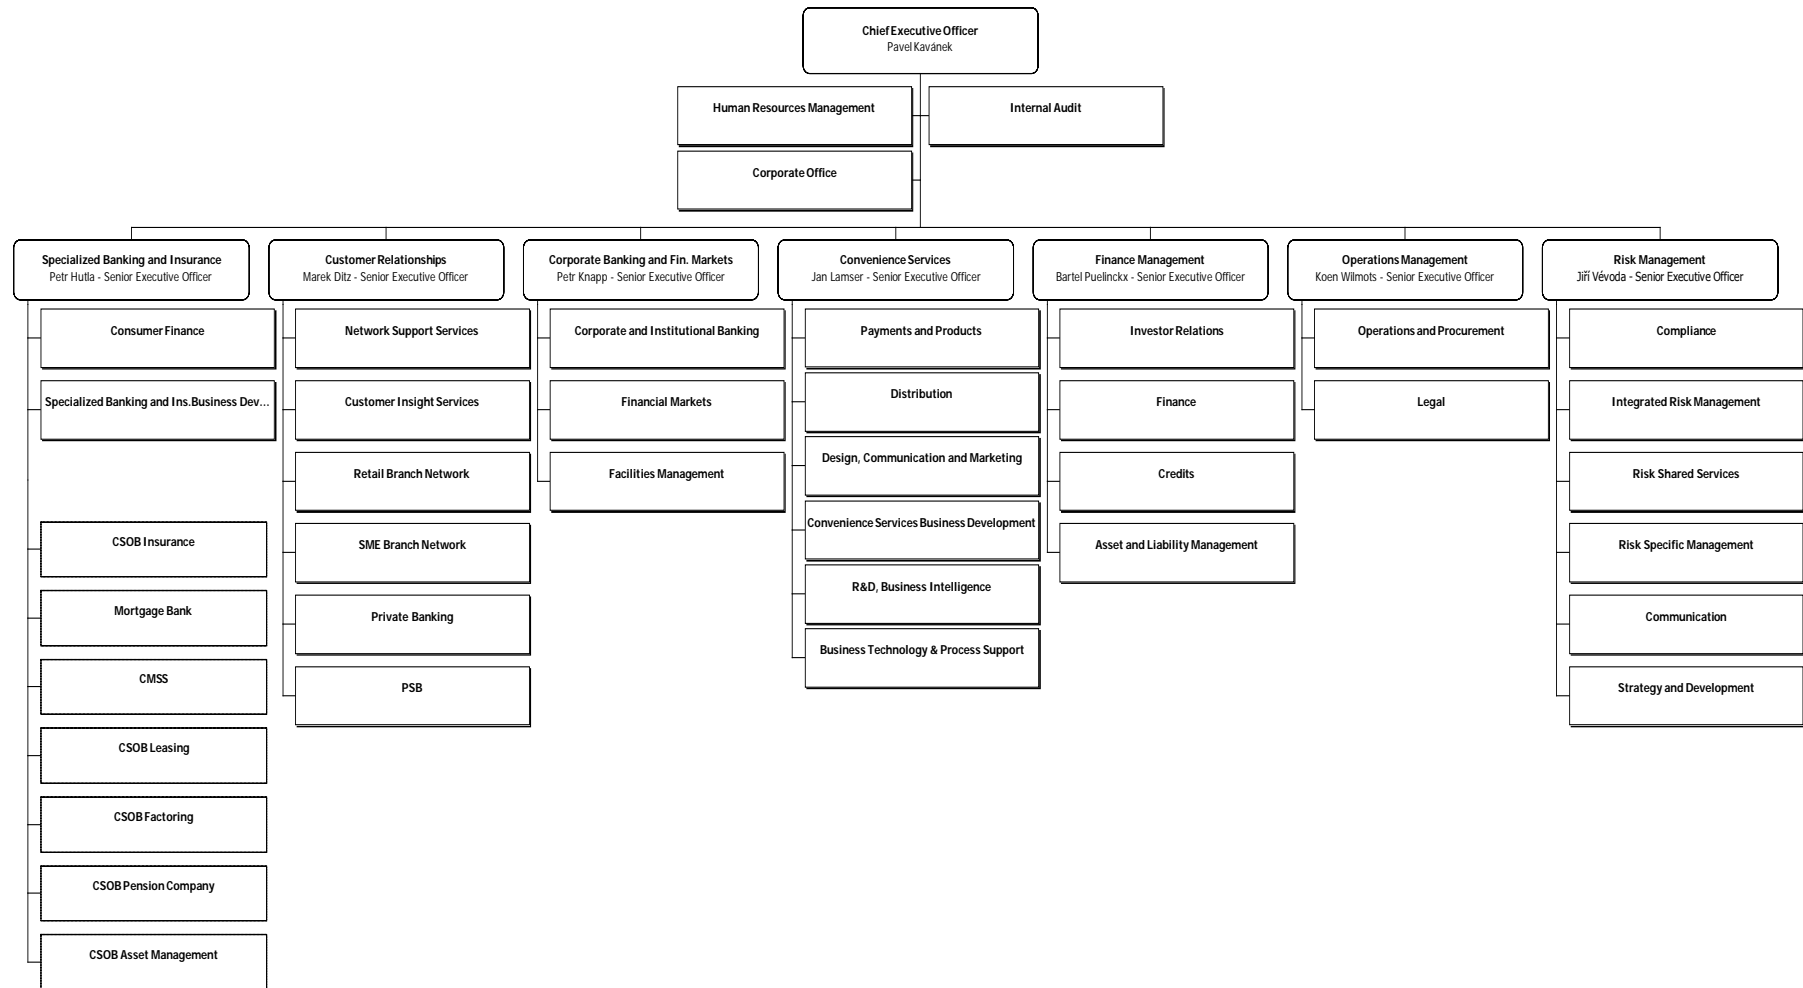 Chief Executive Officer
Pavel Kavánek
Human Resources Management
Internal Audit
Corporate Office
Specialized Banking and Insurance
Petr Hutla - Senior Executive Officer
Consumer Finance
Specialized Banking and Ins.Business Dev...
CSOB Insurance
Mortgage Bank
CMSS
CSOB Leasing
CSOB Factoring
CSOB Pension Company
CSOB Asset Management
Customer Relationships
Marek Ditz - Senior Executive Officer
Network Support Services
Customer Insight Services
Retail Branch Network
SME Branch Network
Private Banking
PSB
Corporate Banking and Fin. Markets
Petr Knapp - Senior Executive Officer
Corporate and Institutional Banking
Financial Markets
Facilities Management
Convenience Services
Jan Lamser - Senior Executive Officer
Payments and Products
Distribution
Design, Communication and Marketing
Convenience Services Business Development
R&D, Business Intelligence
Business Technology & Process Support
Finance Management
Bartel Puelinckx - Senior Executive Officer
Investor Relations
Finance
Credits
Asset and Liability Management
Operations Management
Koen Wilmots - Senior Executive Officer
Operations and Procurement
Legal
Risk Management
Jiří Vévoda - Senior Executive Officer
Compliance
Integrated Risk Management
Risk Shared Services
Risk Specific Management
Communication
Strategy and Development